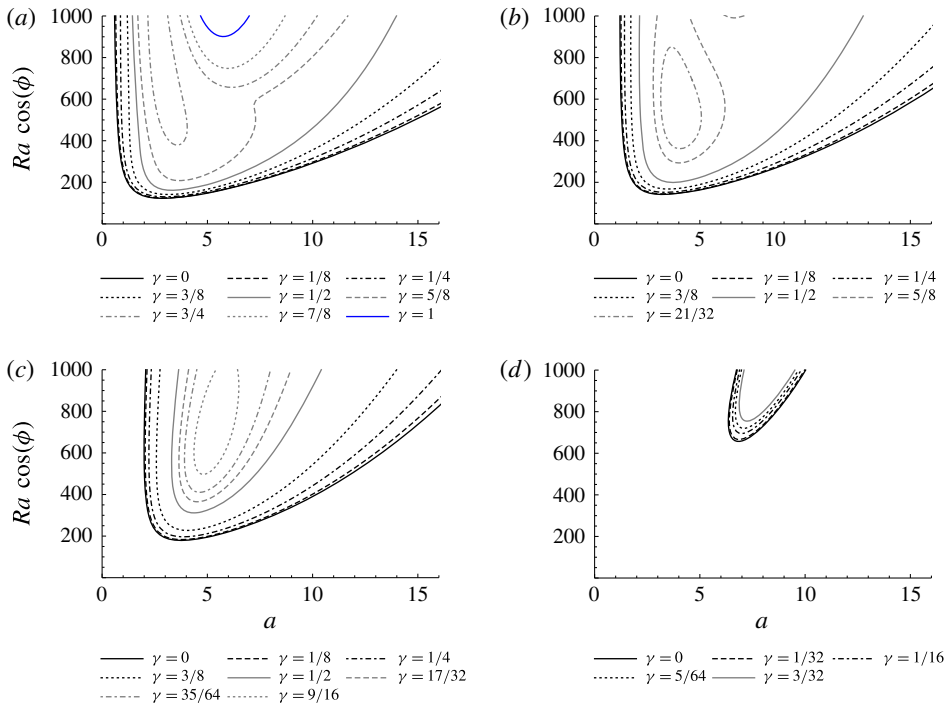 (a)
1000
800
600
400
200
0
5
10
15
Ra cos(ϕ)
γ = 0
γ = 1/8
γ = 1/4
γ = 3/8
γ = 1/2
γ = 5/8
γ = 3/4
γ = 7/8
γ = 1
(b)
1000
800
600
400
200
0
5
10
15
γ = 0
γ = 1/8
γ = 1/4
γ = 3/8
γ = 1/2
γ = 5/8
γ = 21/32
(c)
1000
800
600
400
200
0
5
10
15
Ra cos(ϕ)
a
γ = 0
γ = 1/8
γ = 1/4
γ = 3/8
γ = 1/2
γ = 17/32
γ = 35/64
γ = 9/16
(d)
1000
800
600
400
200
0
5
10
15
a
γ = 0
γ = 1/32
γ = 1/16
γ = 5/64
γ = 3/32